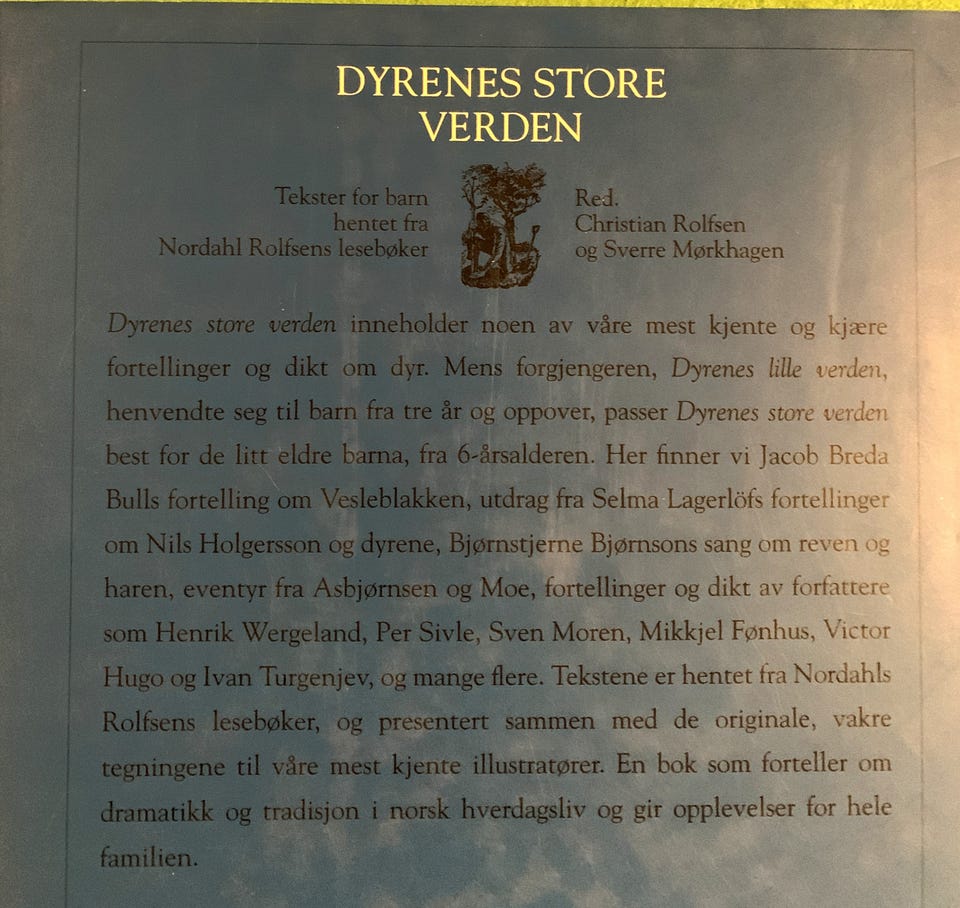 DYRENES STORE
VERDEN
Tekster for barn
hentet fra
Nordahl Rolfsens lesebøker
Red.
Christian Rolfsen
og Sverre Mørkhagen
Dyrenes store verden inneholder noen av våre mest kjente og kjære
fortellinger og dikt om dyr. Mens forgjengeren, Dyrenes lille verden,
henvendte seg til barn fra tre år og oppover, passer Dyrenes store verden
best for de litt eldre barna, fra 6-årsalderen. Her finner vi Jacob Breda
Bulls fortelling om Vesleblakken, utdrag fra Selma Lagerlöfs fortellinger
om Nils Holgersson og dyrene, Bjørnstjerne Bjørnsons sang om reven og
haren, eventyr fra Asbjørnsen og Moe, fortellinger og dikt av forfattere
som Henrik Wergeland, Per Sivle, Sven Moren, Mikkjel Fønhus, Victor
Hugo og Ivan Turgenjev, og mange flere. Tekstene er hentet fra Nordahls
Rolfsens lesebøker, og presentert sammen med de originale, vakre
tegningene til våre mest kjente illustratører. En bok som forteller om
dramatikk og tradisjon i norsk hverdagsliv og gir opplevelser for hele
familien.